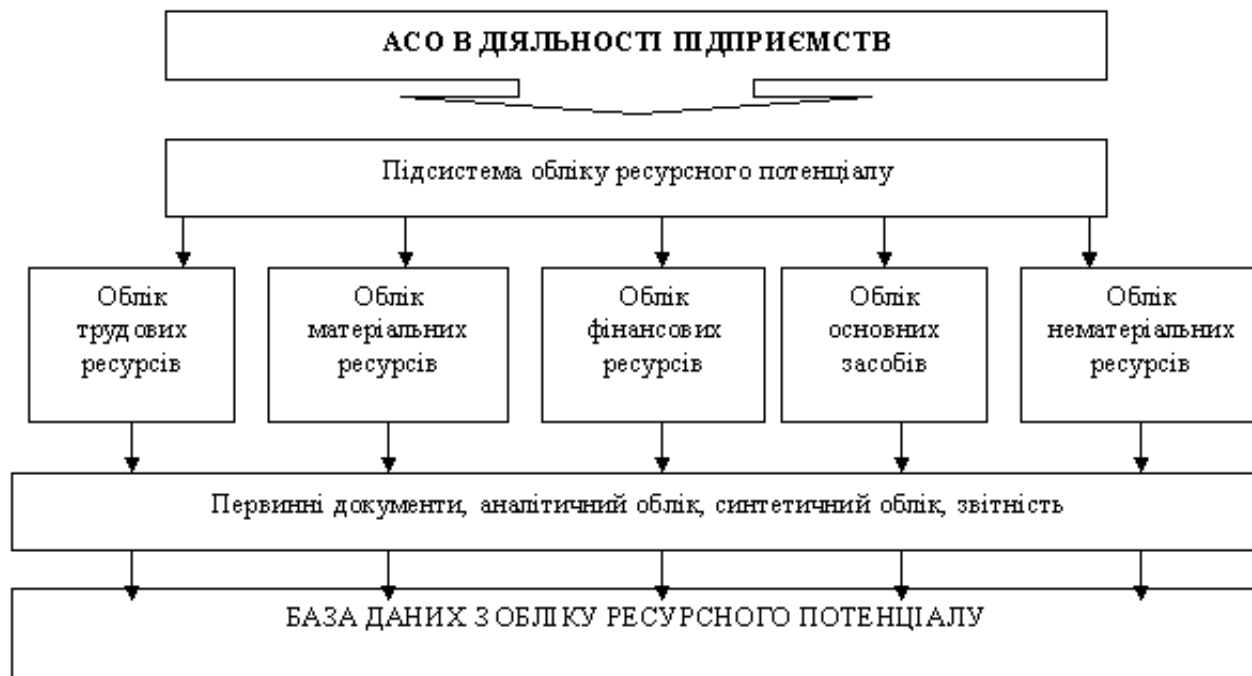 АСО В ДІЯЛЬНОСТІ ПІДПРИЄМСТВ
Підсистема обліку ресурсного потенціалу
Облік
трудових
ресурсів
Облік
матеріальних
ресурсів
Облік
фінансових
ресурсів
Облік
основних
засобів
Облік
нематеріальних
ресурсів
Первинні документи, аналітичний облік, синтетичний облік, звітність
БАЗА ДАНИХ З ОБЛІКУ РЕСУРСНОГО ПОТЕНЦІАЛУ